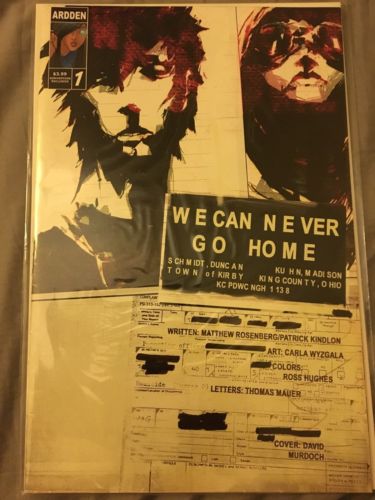 ARDDEN
$3.99
1
WE CAN NEVER
GO HOME
SCHMIDT, DUNCAN
KUHN, MADISON
TOWN of KIRBY
KING COUNTY, OHIO
KC PDWC NGH 1138
WRITTEN: MATTHEW ROSENBERG/PATRICK KINDLON
ART: CARLA WYZGALA
COLORS:
ROSS HUGHES
LETTERS: THOMAS MAUER
COVER: DAVID
MURDOCH